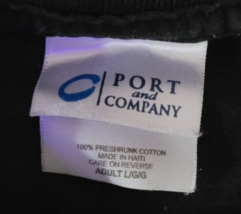 PORT
and
COMPANY
100% PRESHRUNK COTTON
MADE IN HAITI
CARE ON REVERSE
ADULT L/G/G